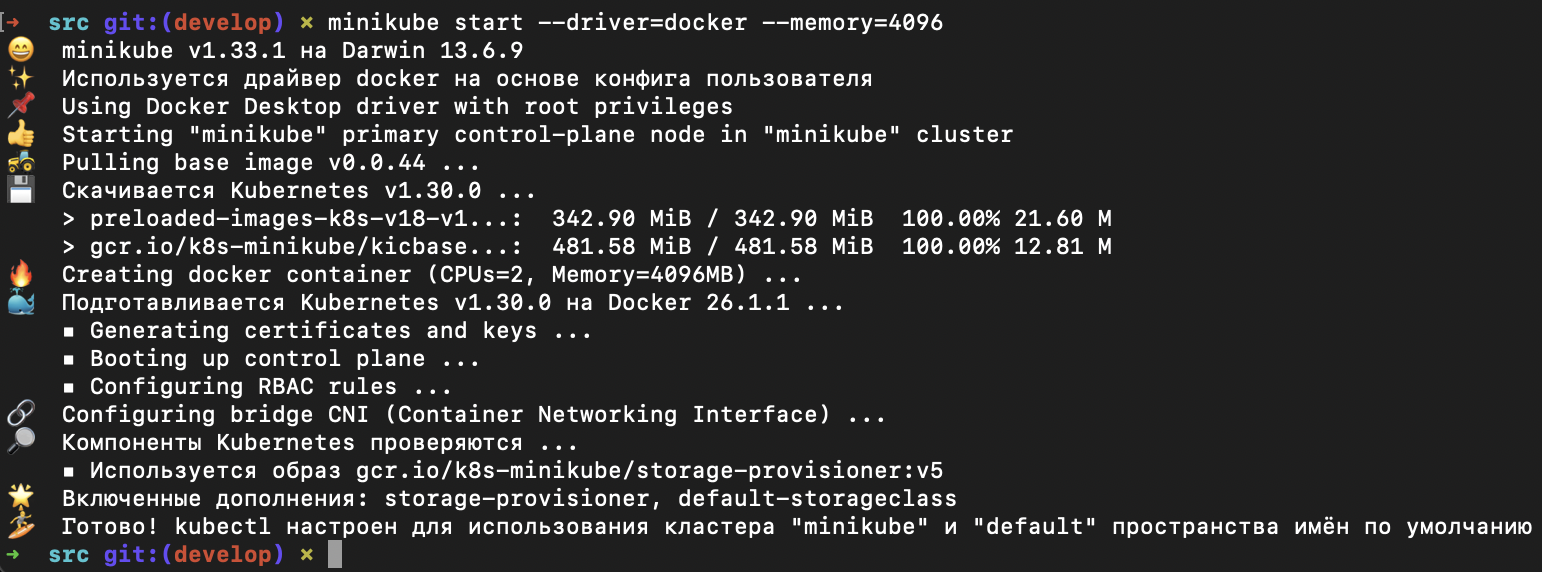 → src git:(develop) × minikube start --driver=docker --memory=4096
😄 minikube v1.33.1 на Darwin 13.6.9
✨ Используется драйвер docker на основе конфига пользователя
📌 Using Docker Desktop driver with root privileges
👍 Starting "minikube" primary control-plane node in "minikube" cluster
🚜 Pulling base image v0.0.44 ...
💾 Скачивается Kubernetes v1.30.0 ...
> preloaded-images-k8s-v18-v1...: 342.90 MiB / 342.90 MiB 100.00% 21.60 M
> gcr.io/k8s-minikube/kicbase...: 481.58 MiB / 481.58 MiB 100.00% 12.81 M
🔥 Creating docker container (CPUs=2, Memory=4096MB) ...
🐳 Подготавливается Kubernetes v1.30.0 на Docker 26.1.1 ...
▪ Generating certificates and keys ...
▪ Booting up control plane ...
▪ Configuring RBAC rules ...
🔗 Configuring bridge CNI (Container Networking Interface) ...
🔎 Компоненты Kubernetes проверяются ...
▪ Используется образ gcr.io/k8s-minikube/storage-provisioner:v5
🌟 Включенные дополнения: storage-provisioner, default-storageclass
🏄 Готово! kubectl настроен для использования кластера "minikube" и "default" пространства имён по умолчанию
→ src git:(develop) ×